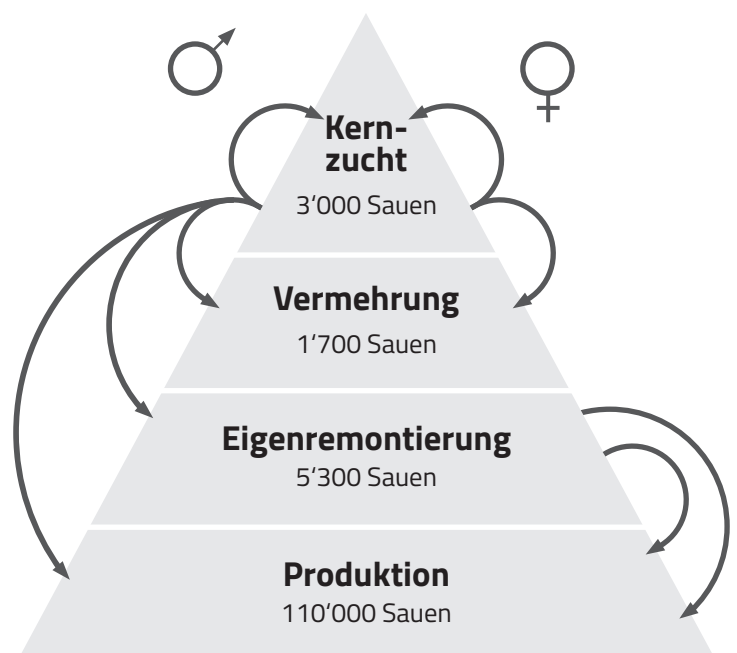 Kern-
zucht
3‘000 Sauen
Vermehrung
1‘700 Sauen
Eigenremontierung
5‘300 Sauen
Produktion
110‘000 Sauen